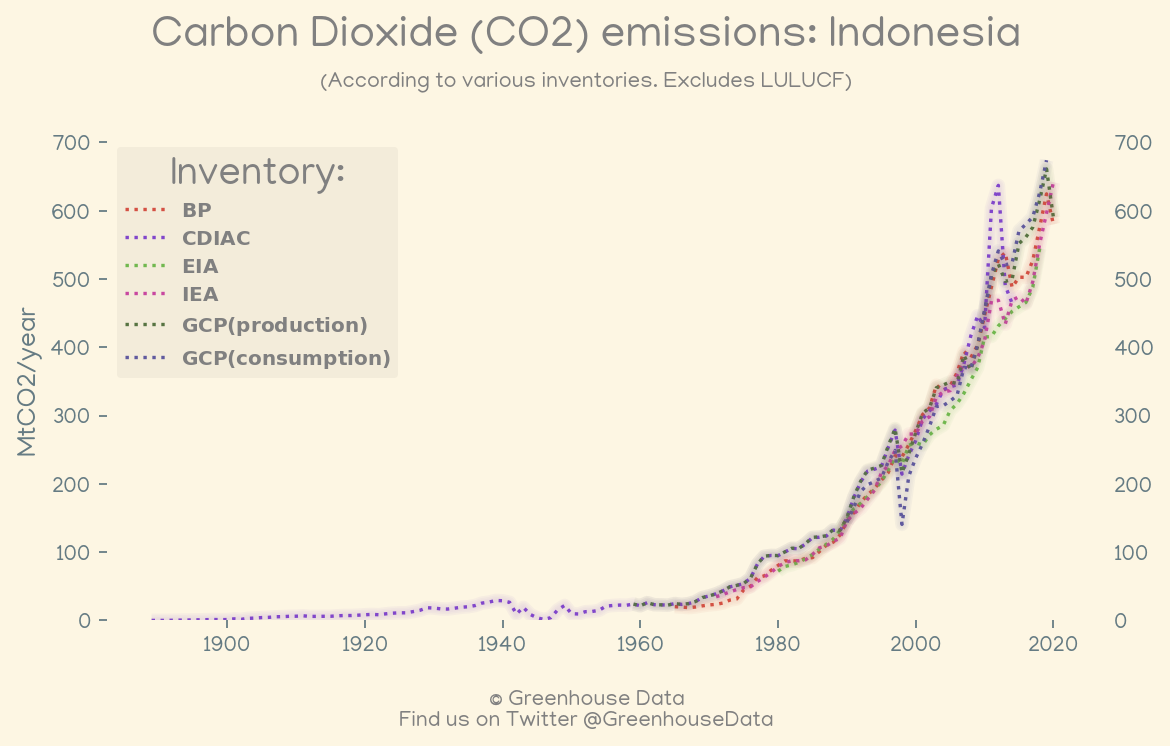 Carbon Dioxide (CO2) emissions: Indonesia
(According to various inventories. Excludes LULUCF)
700
600
500
400
300
200
100
0
MtCO2/year
Inventory:
BP
CDIAC
EIA
IEA
GCP(production)
GCP(consumption)
700
600
500
400
300
200
100
0
1900 1920 1940 1960 1980 2000 2020
© Greenhouse Data
Find us on Twitter @GreenhouseData